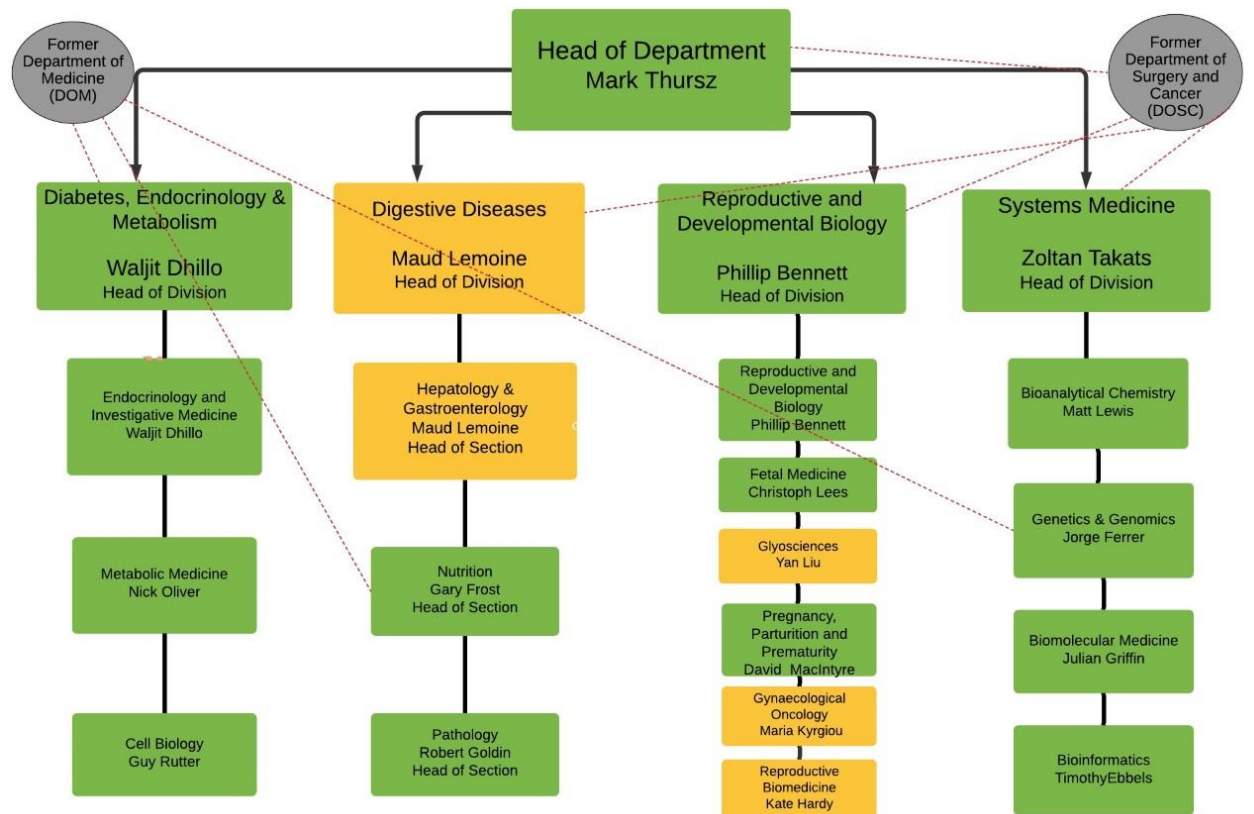 Former
Department of
Medicine
(DOM)
Head of Department
Mark Thursz
Former
Department of
Surgery and
Cancer
(DOSC)
Diabetes, Endocrinology &
Metabolism
Waljit Dhillo
Head of Division
Digestive Diseases
Maud Lemoine
Head of Division
Reproductive and
Developmental Biology
Phillip Bennett
Head of Division
Systems Medicine
Zoltan Takats
Head of Division
Endocrinology and
Investigative Medicine
Waljit Dhillo
Metabolic Medicine
Nick Oliver
Cell Biology
Guy Rutter
Hepatology &
Gastroenterology
Maud Lemoine
Head of Section
Nutrition
Gary Frost
Head of Section
Pathology
Robert Goldin
Head of Section
Reproductive and
Developmental
Biology
Phillip Bennett
Fetal Medicine
Christoph Lees
Glyosciences
Yan Liu
Pregnancy,
Parturition and
Prematurity
David MacIntyre
Gynaecological
Oncology
Maria Kyrgiou
Reproductive
Biomedicine
Kate Hardy
Bioanalytical Chemistry
Matt Lewis
Genetics & Genomics
Jorge Ferrer
Biomolecular Medicine
Julian Griffin
Bioinformatics
TimothyEbbels